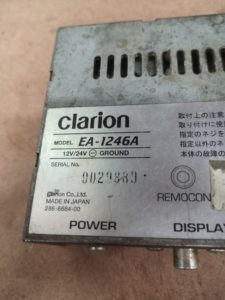 clarion
MODEL EA-1246A
12V/24V ⊖ GROUND
SERIAL No.
0029889
Clarion Co.,Ltd.
MADE IN JAPAN
286-6684-00
取付上の注意
取り付けに使
指定のネジを
指定以外のネ
本体の故障の
REMOCON
POWER
DISPLA